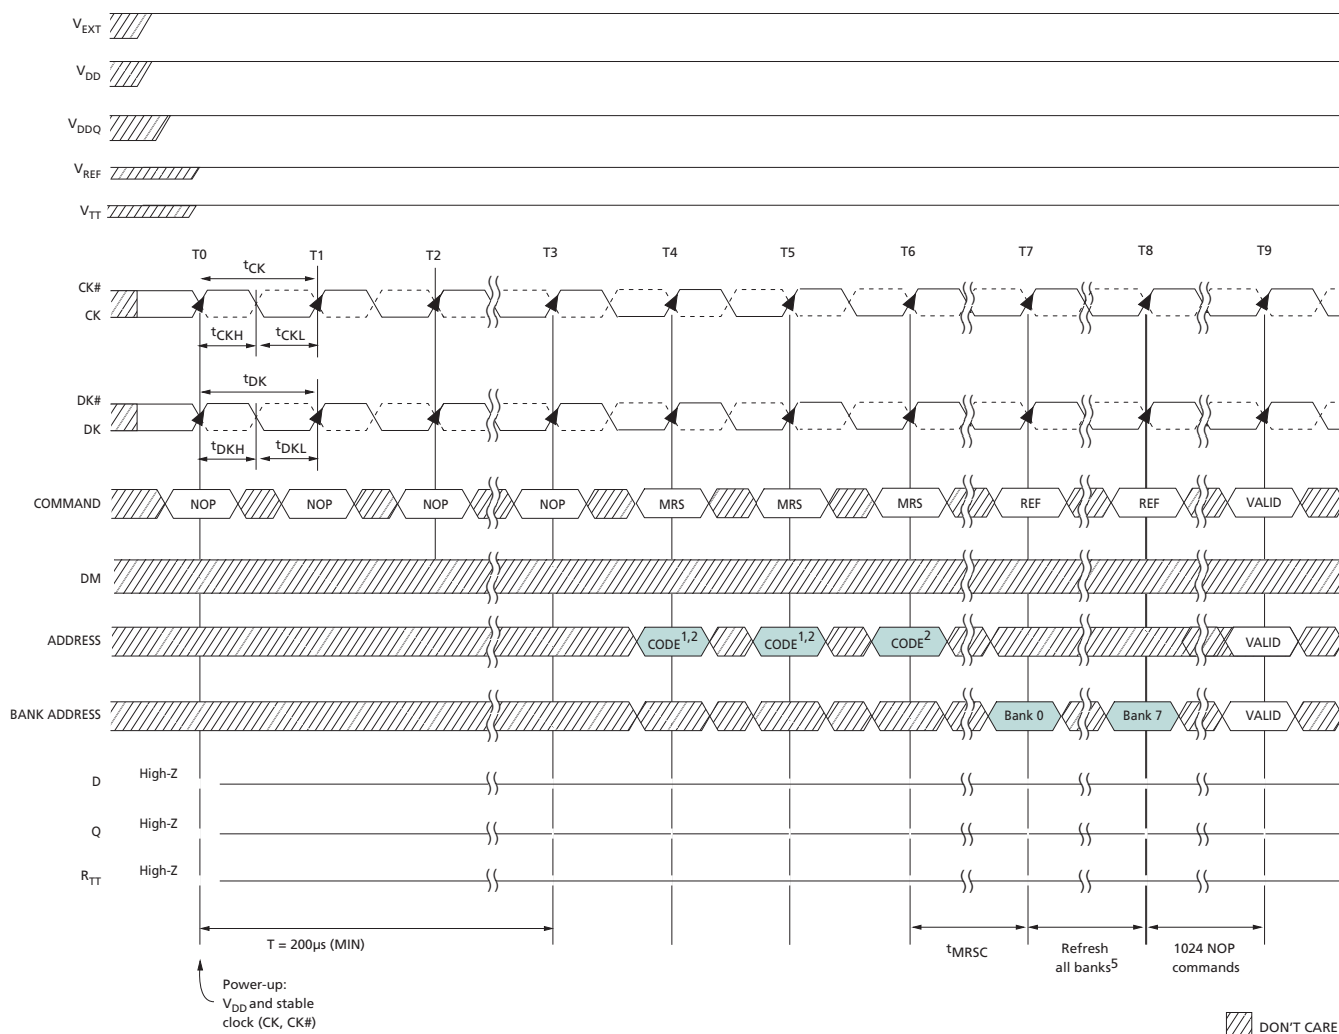 VEXT
VDD
VDDQ
VREF
VTT
T0 T1 T2 T3 T4 T5 T6 T7 T8 T9
tCK
CK#
CK
tCKH tCKL
tDK
DK#
DK
tDKH tDKL
COMMAND NOP NOP NOP NOP MRS MRS MRS REF REF VALID
DM
ADDRESS CODE1,2 CODE1,2 CODE2 VALID
BANK ADDRESS Bank 0 Bank 7 VALID
D High-Z
Q High-Z
RTT High-Z
T = 200µs (MIN)
tMRSC
Refresh
all banks5
1024 NOP
commands
Power-up:
VDD and stable
clock (CK, CK#)
DON'T CARE